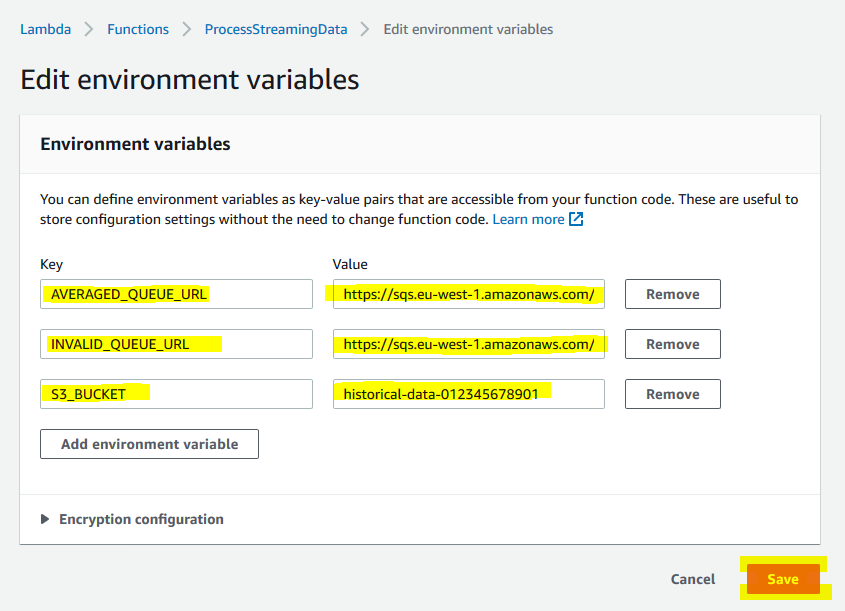 Lambda > Functions > ProcessStreamingData > Edit environment variables
Edit environment variables
Environment variables
You can define environment variables as key-value pairs that are accessible from your function code. These are useful to
store configuration settings without the need to change function code. Learn more
Key Value
AVERAGED_QUEUE_URL https://sqs.eu-west-1.amazonaws.com/ Remove
INVALID_QUEUE_URL https://sqs.eu-west-1.amazonaws.com/ Remove
S3_BUCKET historical-data-012345678901 Remove
Add environment variable
Encryption configuration
Cancel Save